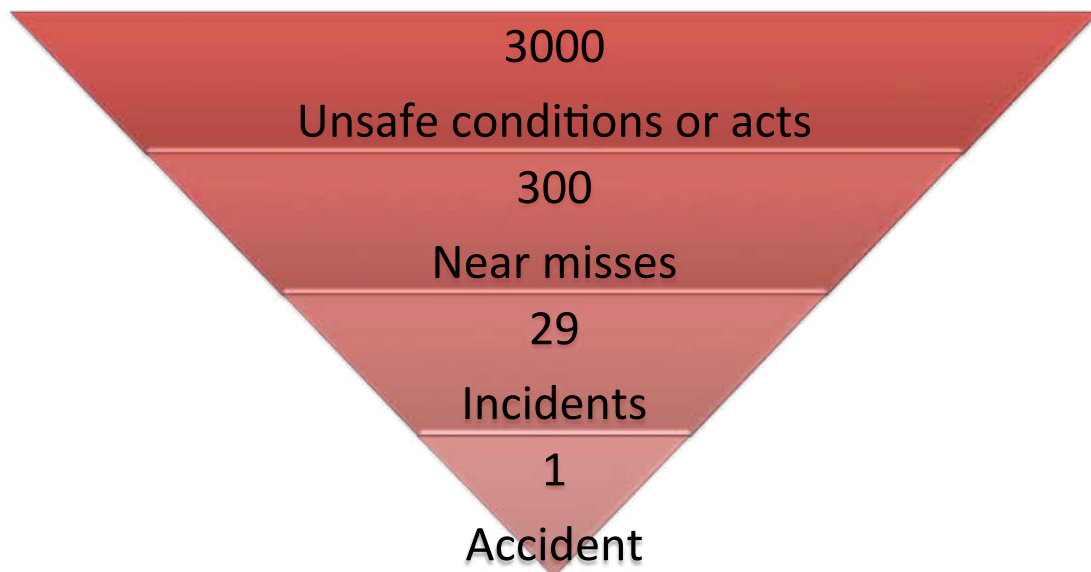 3000
Unsafe conditions or acts
300
Near misses
29
Incidents
1
Accident